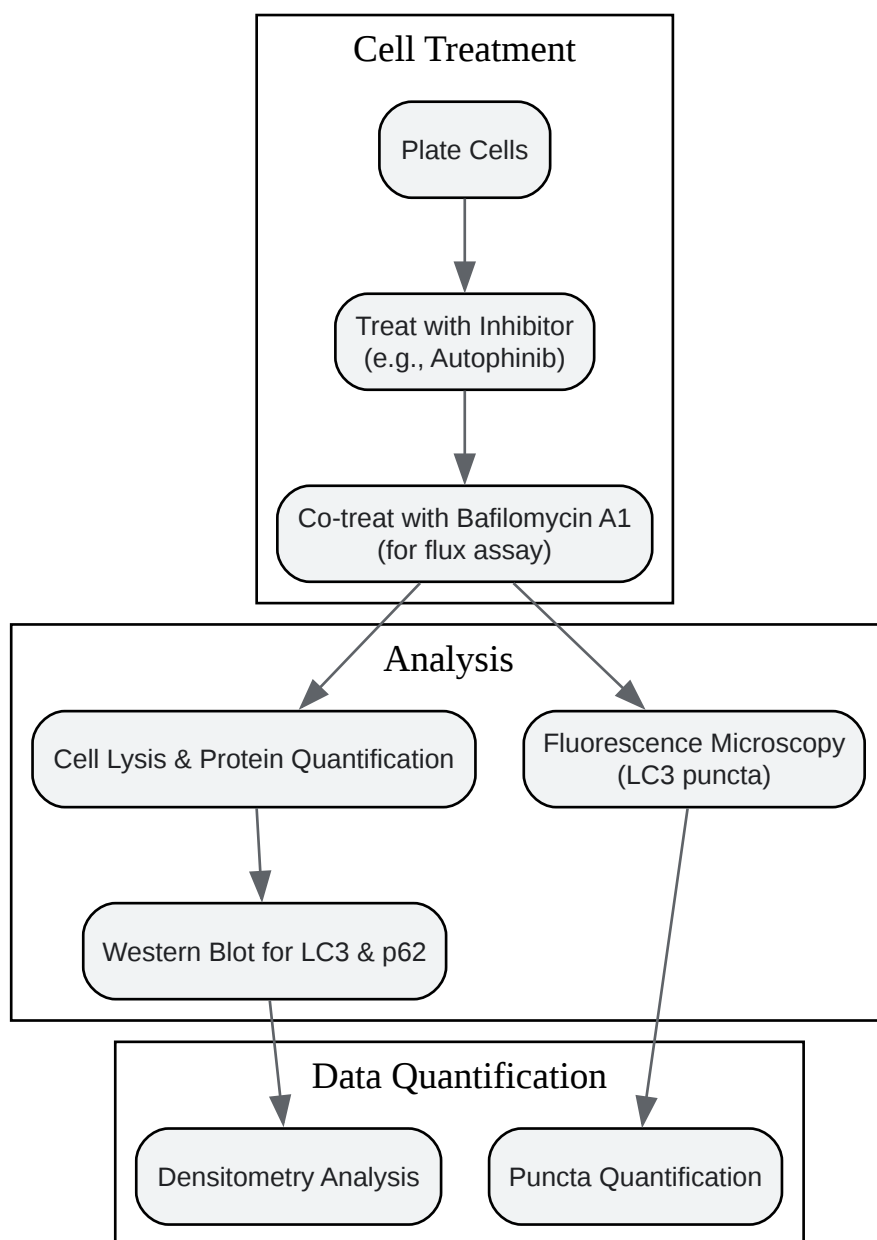 Cell Treatment
Plate Cells
Treat with Inhibitor
(e.g., Autophinib)
Co-treat with Bafilomycin A1
(for flux assay)
Analysis
Cell Lysis & Protein Quantification
Fluorescence Microscopy
(LC3 puncta)
Western Blot for LC3 & p62
Data Quantification
Densitometry Analysis
Puncta Quantification